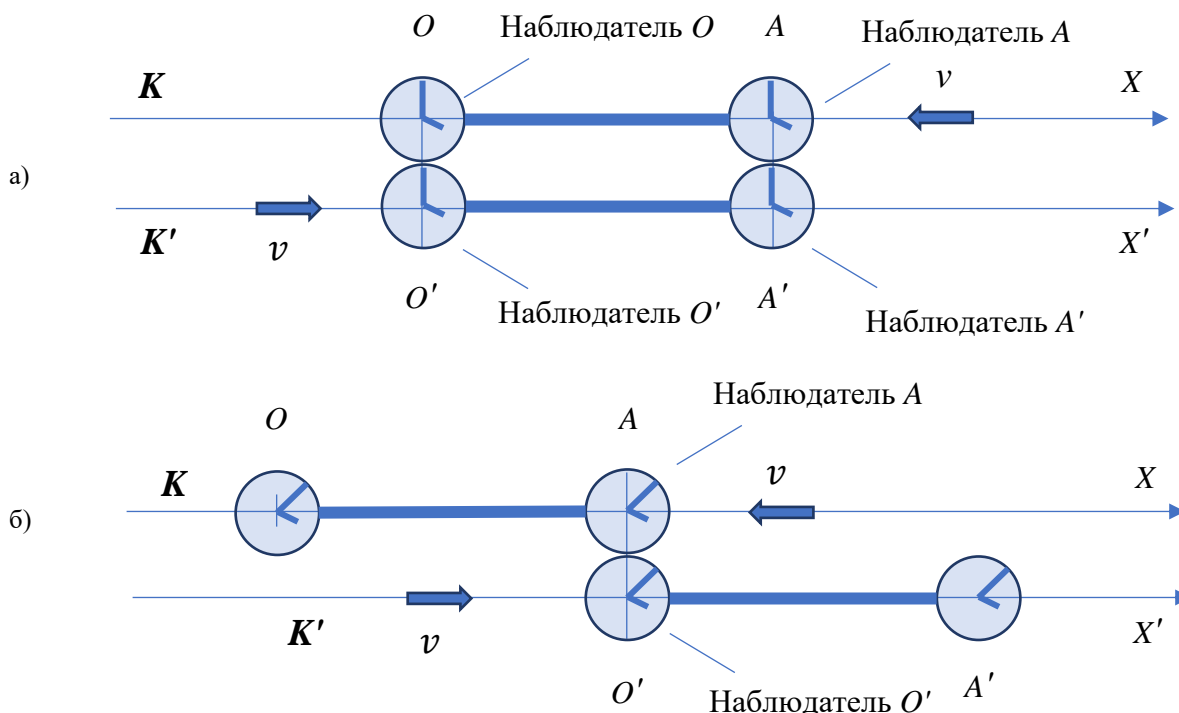 O Наблюдатель O A Наблюдатель A
K v X
а)
K' v X'
O' Наблюдатель O' A' Наблюдатель A'
O A Наблюдатель A
K v X
б)
K' v X'
O' Наблюдатель O' A'